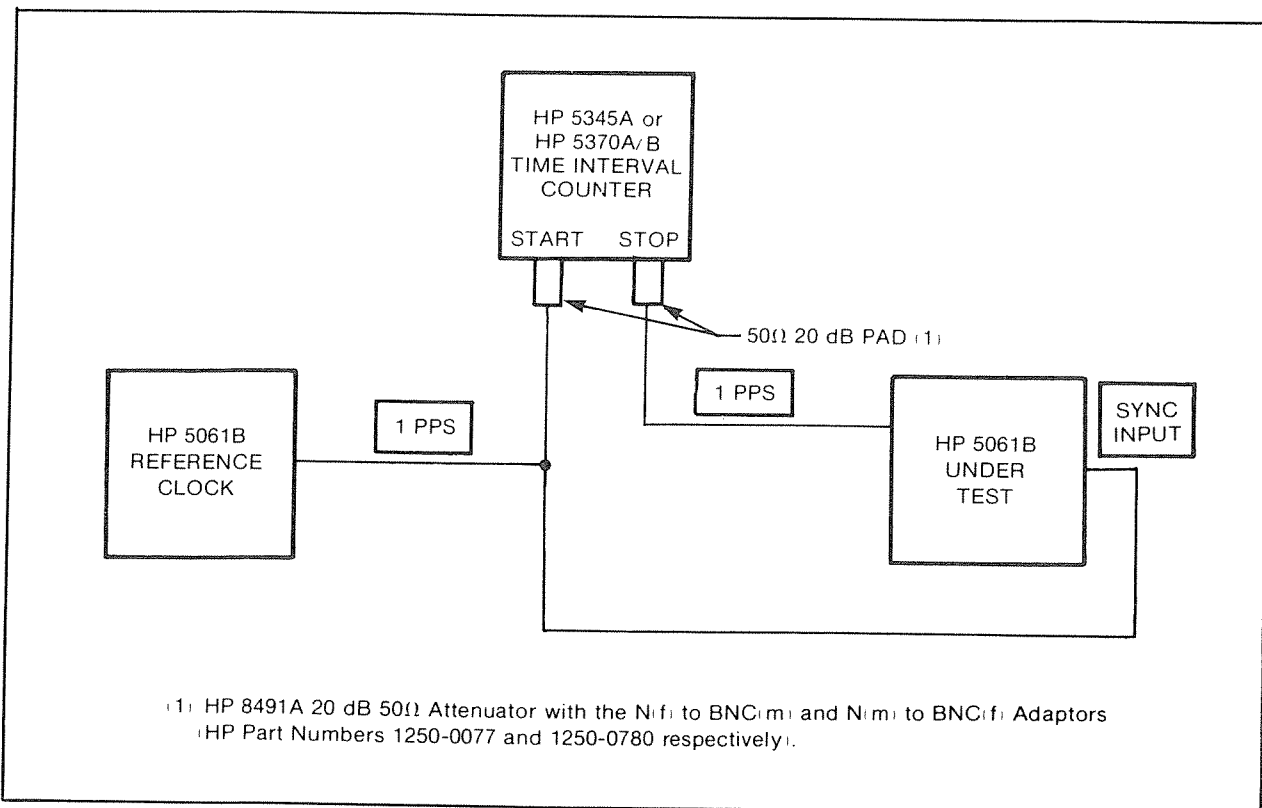 HP 5345A or
HP 5370A/B
TIME INTERVAL
COUNTER
START STOP
50Ω 20 dB PAD (1)
1 PPS
1 PPS
HP 5061B
REFERENCE
CLOCK
HP 5061B
UNDER
TEST
SYNC
INPUT
(1) HP 8491A 20 dB 50Ω Attenuator with the N(f) to BNC(m) and N(m) to BNC(f) Adaptors
(HP Part Numbers 1250-0077 and 1250-0780 respectively).